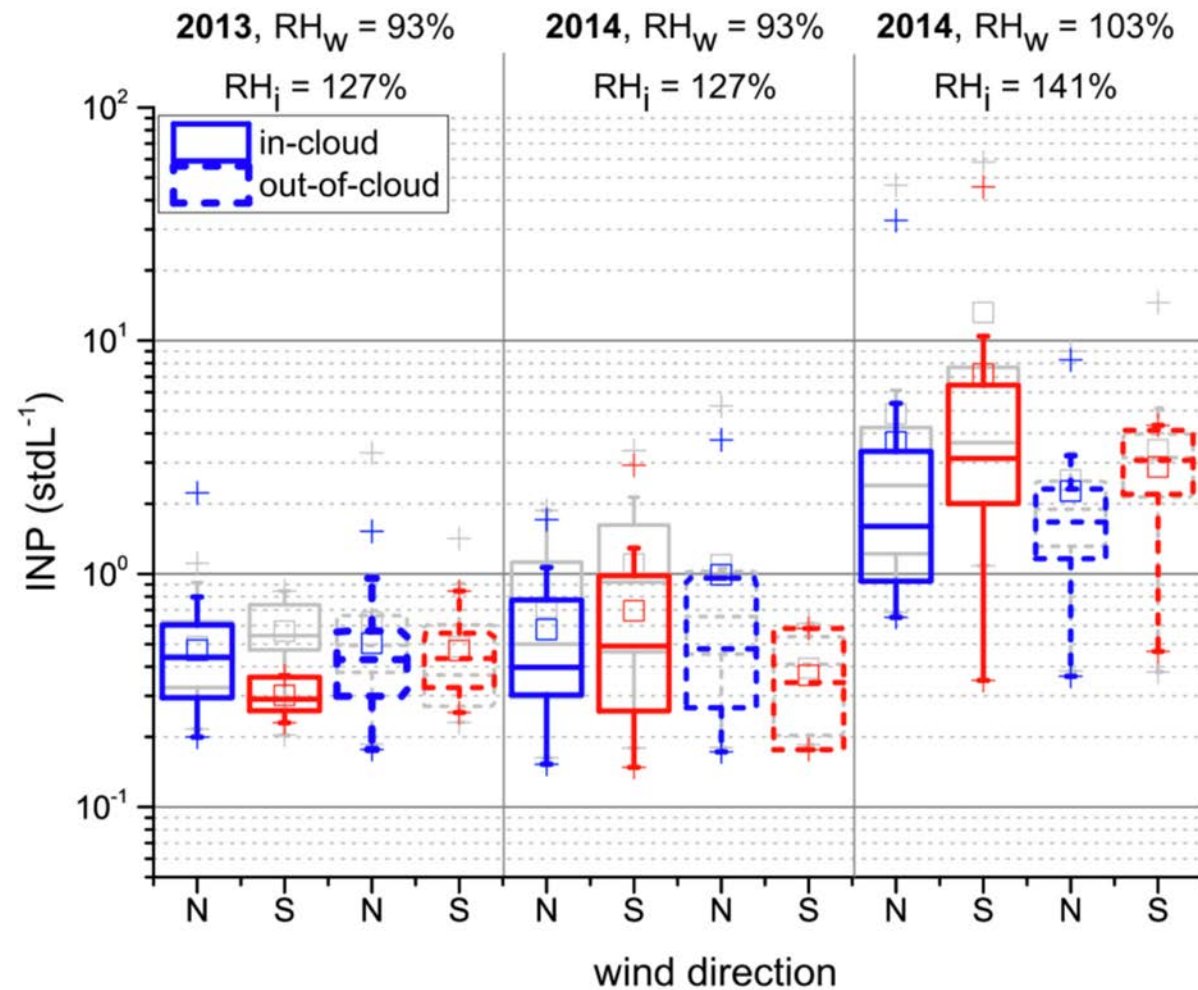 2013, RHw = 93% 2014, RHw = 93% 2014, RHw = 103%
RHi = 127% RHi = 127% RHi = 141%
10²
in-cloud
out-of-cloud
10¹
INP (stdL⁻¹)
10⁰
10⁻¹
N S N S N S N S N S N S
wind direction